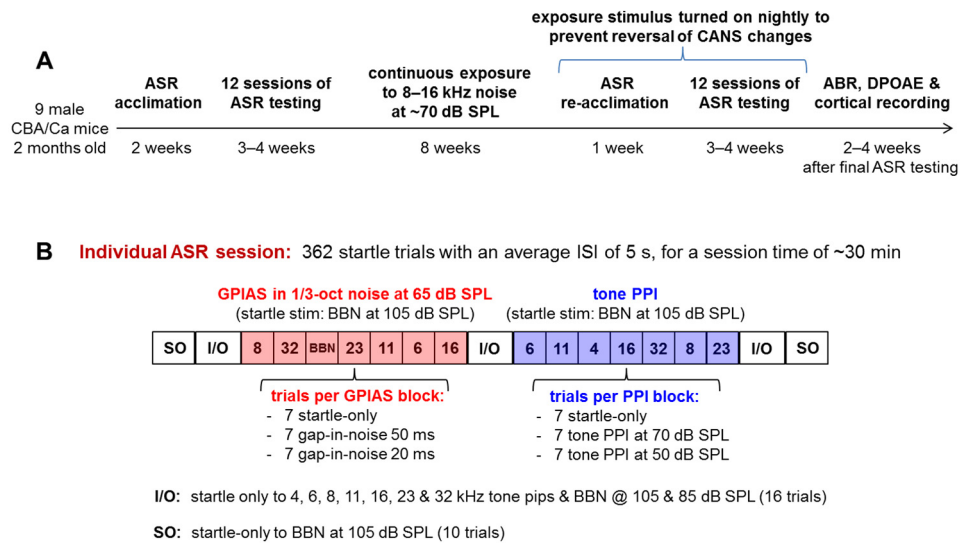 exposure stimulus turned on nightly to
prevent reversal of CANS changes
A
9 male
CBA/Ca mice
2 months old
ASR
acclimation
2 weeks
12 sessions of
ASR testing
3–4 weeks
continuous exposure
to 8–16 kHz noise
at ~70 dB SPL
8 weeks
ASR
re-acclimation
1 week
12 sessions of
ASR testing
3–4 weeks
ABR, DPOAE &
cortical recording
2–4 weeks
after final ASR testing
B Individual ASR session: 362 startle trials with an average ISI of 5 s, for a session time of ~30 min
GPIAS in 1/3-oct noise at 65 dB SPL
(startle stim: BBN at 105 dB SPL)
tone PPI
(startle stim: BBN at 105 dB SPL)
SO I/O 8 32 BBN 23 11 6 16 I/O 6 11 4 16 32 8 23 I/O SO
trials per GPIAS block:
- 7 startle-only
- 7 gap-in-noise 50 ms
- 7 gap-in-noise 20 ms
trials per PPI block:
- 7 startle-only
- 7 tone PPI at 70 dB SPL
- 7 tone PPI at 50 dB SPL
I/O: startle only to 4, 6, 8, 11, 16, 23 & 32 kHz tone pips & BBN @ 105 & 85 dB SPL (16 trials)
SO: startle-only to BBN at 105 dB SPL (10 trials)